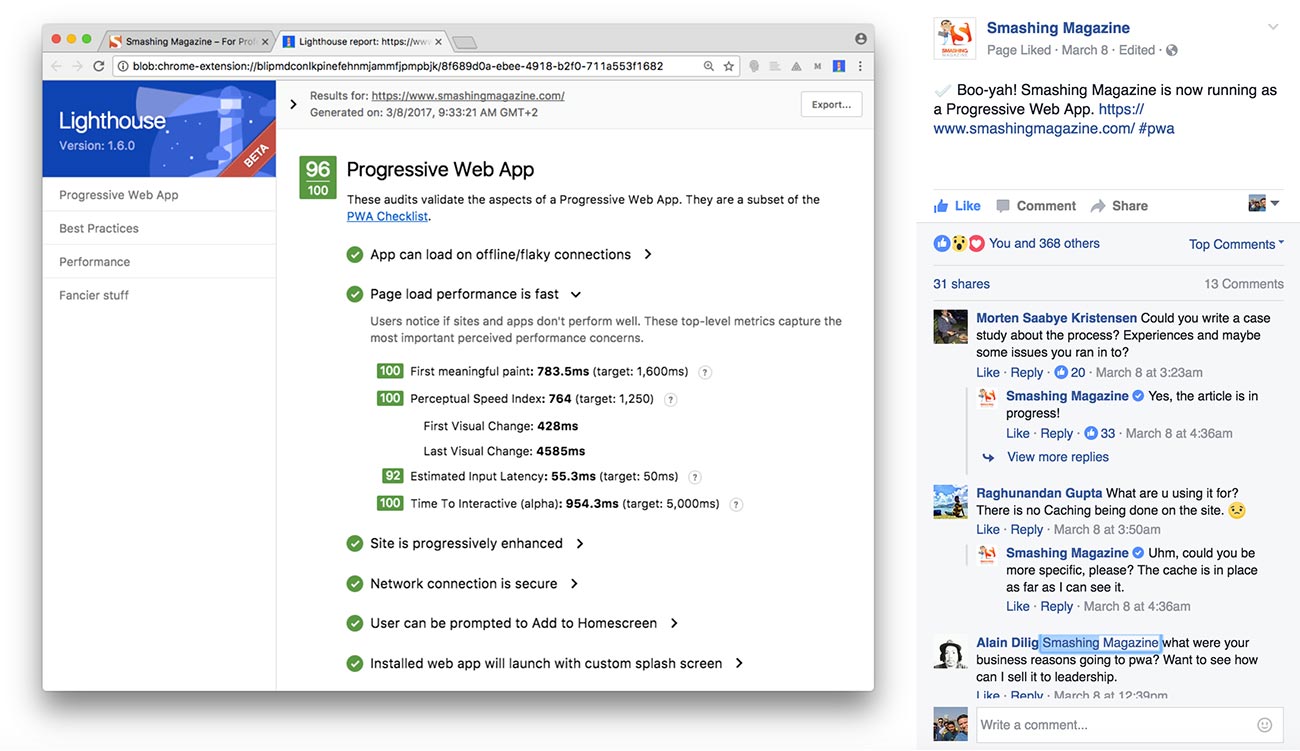 Smashing Magazine – For Prof
Lighthouse report: https://www
blob:chrome-extension://blipmdconlkpinefehnmjammfjpmpbjk/8f689d0a-ebee-4918-b2f0-711a553f1682
Lighthouse
Version: 1.6.0
BETA
Results for: https://www.smashingmagazine.com/
Generated on: 3/8/2017, 9:33:21 AM GMT+2
Export...
Progressive Web App
Best Practices
Performance
Fancier stuff
96
100
Progressive Web App
These audits validate the aspects of a Progressive Web App. They are a subset of the
PWA Checklist.
App can load on offline/flaky connections
Page load performance is fast
Users notice if sites and apps don't perform well. These top-level metrics capture the
most important perceived performance concerns.
100 First meaningful paint: 783.5ms (target: 1,600ms) ?
100 Perceptual Speed Index: 764 (target: 1,250) ?
First Visual Change: 428ms
Last Visual Change: 4585ms
92 Estimated Input Latency: 55.3ms (target: 50ms) ?
100 Time To Interactive (alpha): 954.3ms (target: 5,000ms) ?
Site is progressively enhanced
Network connection is secure
User can be prompted to Add to Homescreen
Installed web app will launch with custom splash screen
Smashing Magazine
Page Liked · March 8 · Edited ·
Boo-yah! Smashing Magazine is now running as
a Progressive Web App. https://
www.smashingmagazine.com/ #pwa
Like Comment Share
You and 368 others Top Comments
31 shares 13 Comments
Morten Saabye Kristensen Could you write a case
study about the process? Experiences and maybe
some issues you ran in to?
Like · Reply · 20 · March 8 at 3:23am
Smashing Magazine Yes, the article is in
progress!
Like · Reply · 33 · March 8 at 4:36am
View more replies
Raghunandan Gupta What are u using it for?
There is no Caching being done on the site.
Like · Reply · March 8 at 3:50am
Smashing Magazine Uhm, could you be
more specific, please? The cache is in place
as far as I can see it.
Like · Reply · March 8 at 4:36am
Alain Dilig Smashing Magazine what were your
business reasons going to pwa? Want to see how
can I sell it to leadership.
Like · Reply · March 8 at 12:39pm
Write a comment...